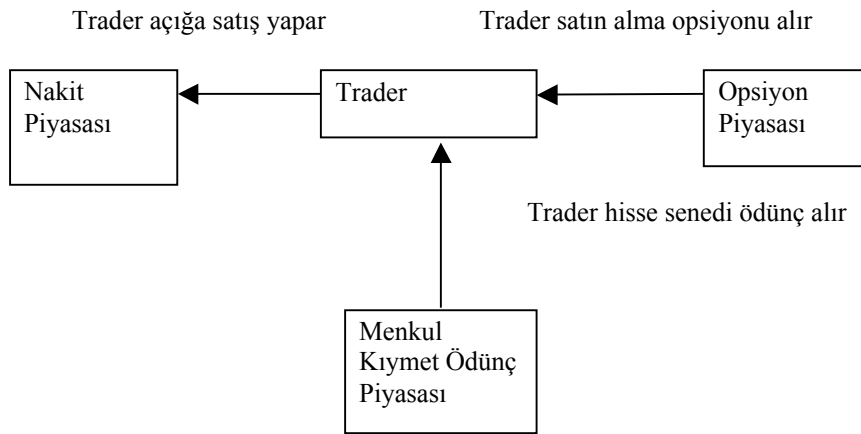 Trader açığa satış yapar
Trader satın alma opsiyonu alır
Nakit
Piyasası
Trader
Opsiyon
Piyasası
Trader hisse senedi ödünç alır
Menkul
Kıymet Ödünç
Piyasası